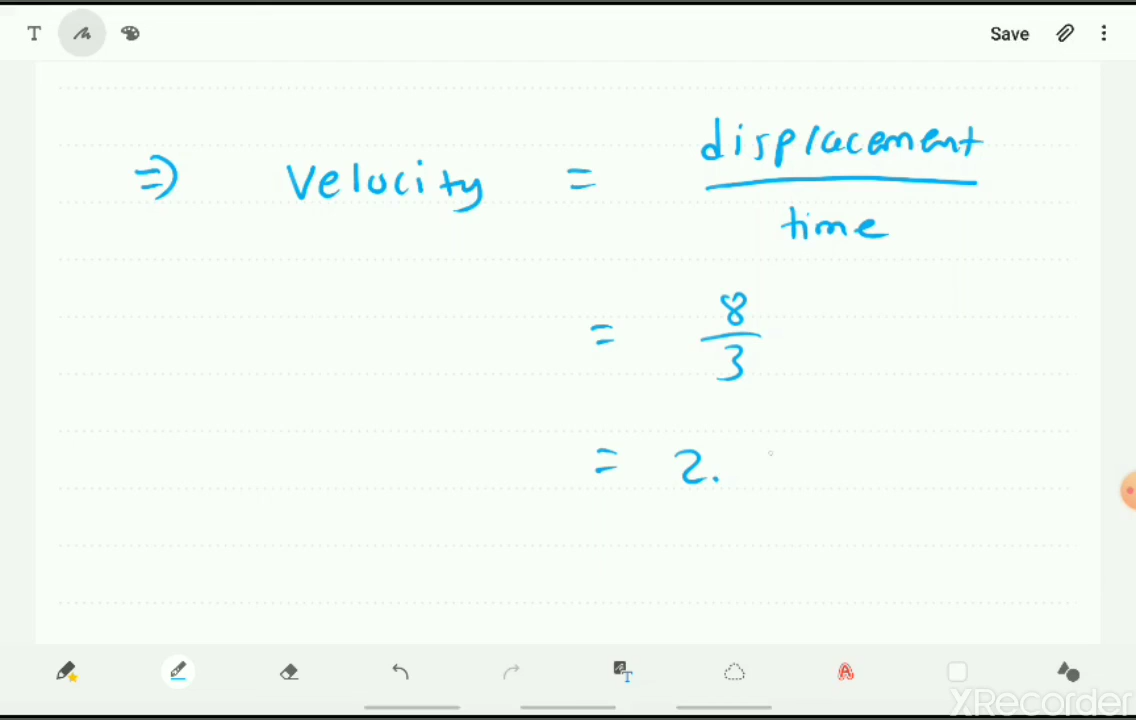 T Save
⇒ Velocity = displacement / time
= 8/3
= 2.
T A
XRecorder